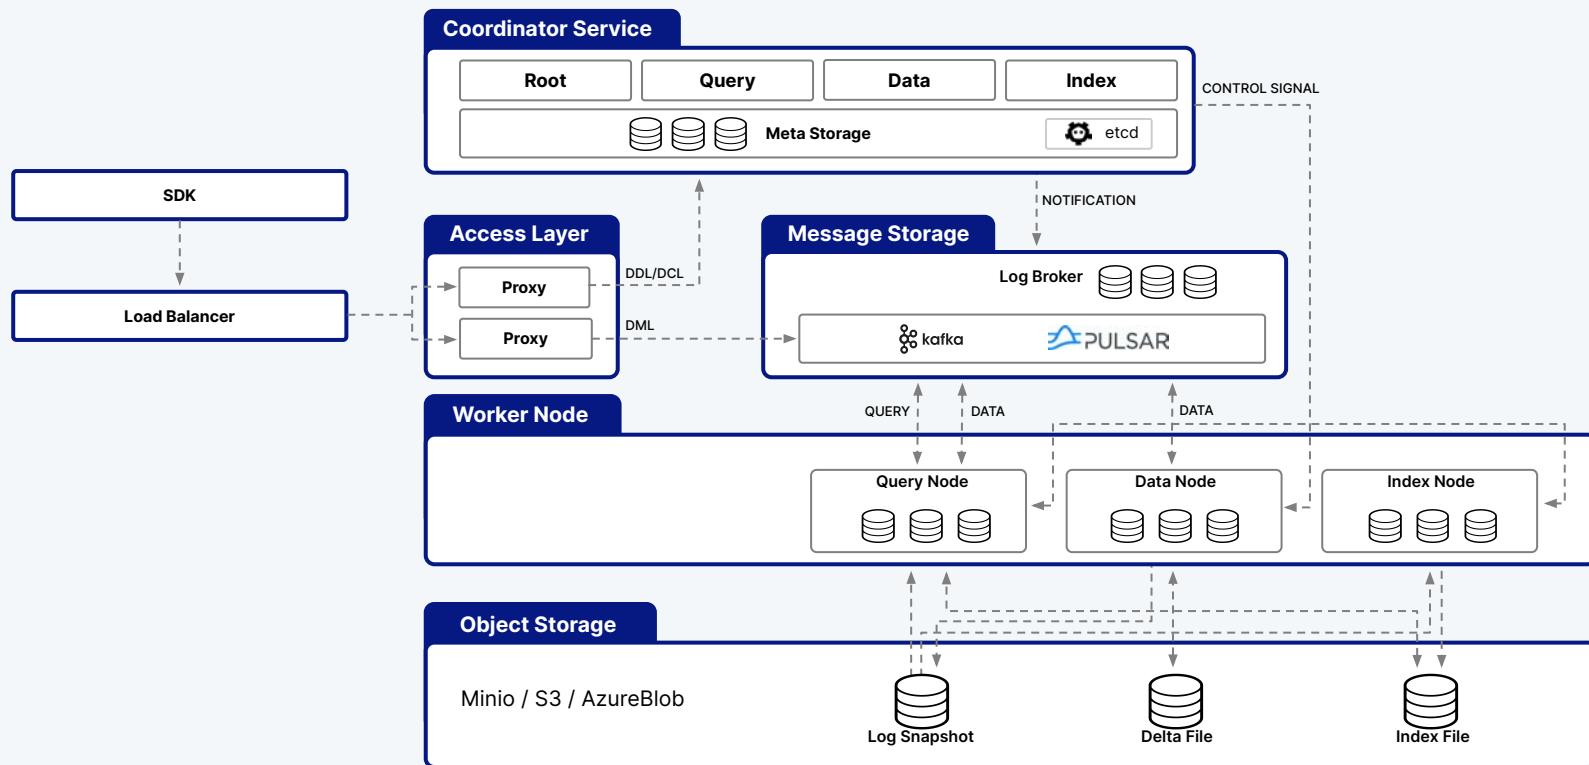 Coordinator Service
Root
Query
Data
Index
Meta Storage
etcd
CONTROL SIGNAL
SDK
NOTIFICATION
Access Layer
Message Storage
Proxy
DDL/DCL
Log Broker
Load Balancer
Proxy
DML
kafka
PULSAR
Worker Node
QUERY
DATA
DATA
Query Node
Data Node
Index Node
Object Storage
Minio / S3 / AzureBlob
Log Snapshot
Delta File
Index File